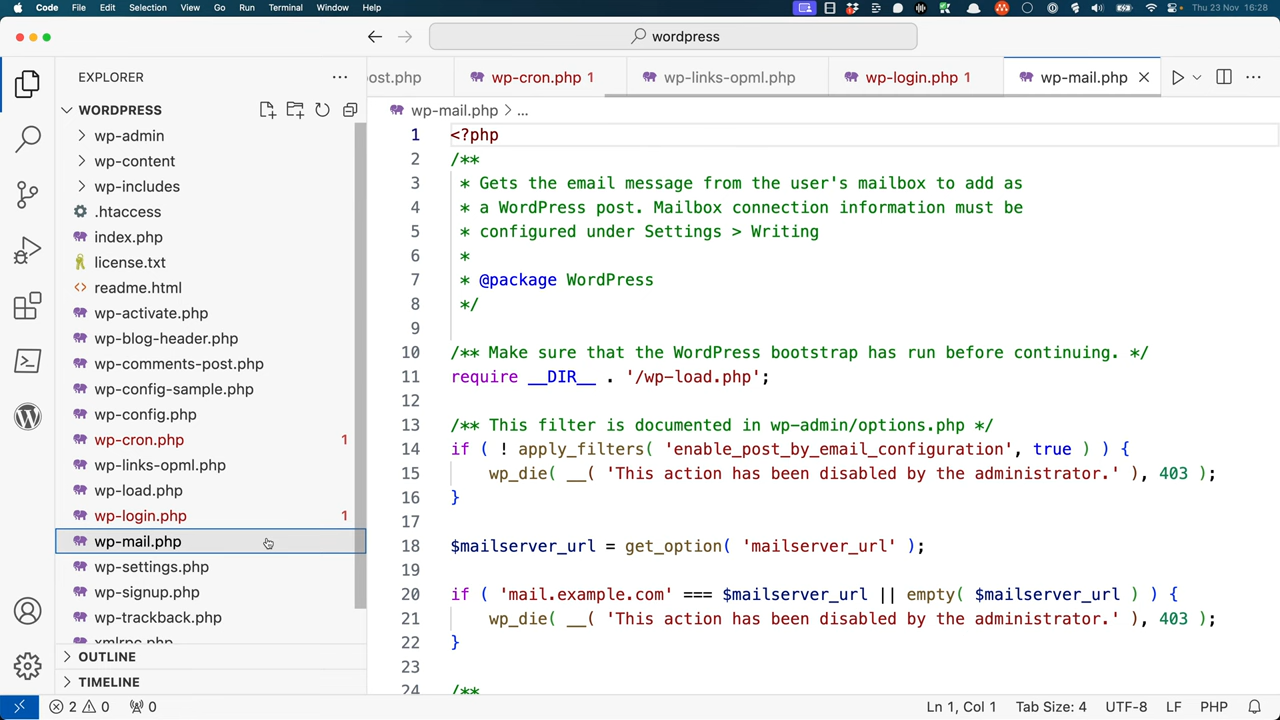 Code File Edit Selection View Go Run Terminal Window Help Thu 23 Nov 16:28
wordpress
EXPLORER
WORDPRESS
wp-admin
wp-content
wp-includes
.htaccess
index.php
license.txt
readme.html
wp-activate.php
wp-blog-header.php
wp-comments-post.php
wp-config-sample.php
wp-config.php
wp-cron.php 1
wp-links-opml.php
wp-load.php
wp-login.php 1
wp-mail.php
wp-settings.php
wp-signup.php
wp-trackback.php
xmlrpc.php
OUTLINE
TIMELINE
ost.php wp-cron.php 1 wp-links-opml.php wp-login.php 1 wp-mail.php
wp-mail.php > ...
1 <?php
2 /**
3 * Gets the email message from the user's mailbox to add as
4 * a WordPress post. Mailbox connection information must be
5 * configured under Settings > Writing
6 *
7 * @package WordPress
8 */
9
10 /** Make sure that the WordPress bootstrap has run before continuing. */
11 require __DIR__ . '/wp-load.php';
12
13 /** This filter is documented in wp-admin/options.php */
14 if ( ! apply_filters( 'enable_post_by_email_configuration', true ) ) {
15 wp_die( __( 'This action has been disabled by the administrator.' ), 403 );
16 }
17
18 $mailserver_url = get_option( 'mailserver_url' );
19
20 if ( 'mail.example.com' === $mailserver_url || empty( $mailserver_url ) ) {
21 wp_die( __( 'This action has been disabled by the administrator.' ), 403 );
22 }
23
24 /**
2 0 0 Ln 1, Col 1 Tab Size: 4 UTF-8 LF PHP